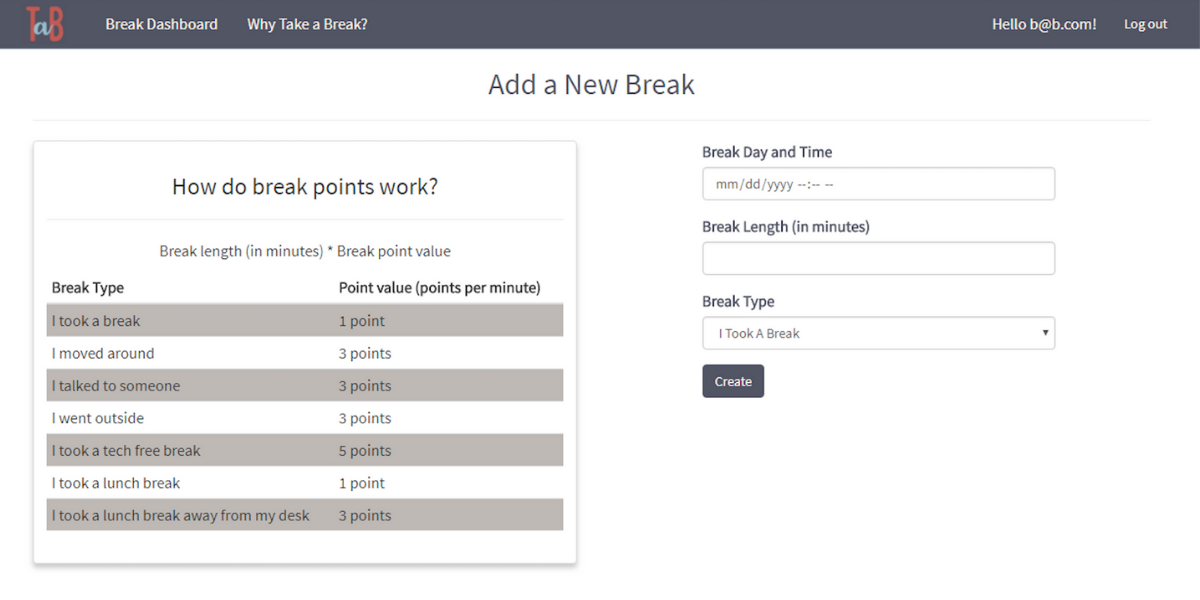 TaB Break Dashboard Why Take a Break? Hello b@b.com! Log out
Add a New Break
How do break points work?
Break length (in minutes) * Break point value
Break Type Point value (points per minute)
I took a break 1 point
I moved around 3 points
I talked to someone 3 points
I went outside 3 points
I took a tech free break 5 points
I took a lunch break 1 point
I took a lunch break away from my desk 3 points
Break Day and Time
mm/dd/yyyy --:-- --
Break Length (in minutes)
Break Type
I Took A Break
Create